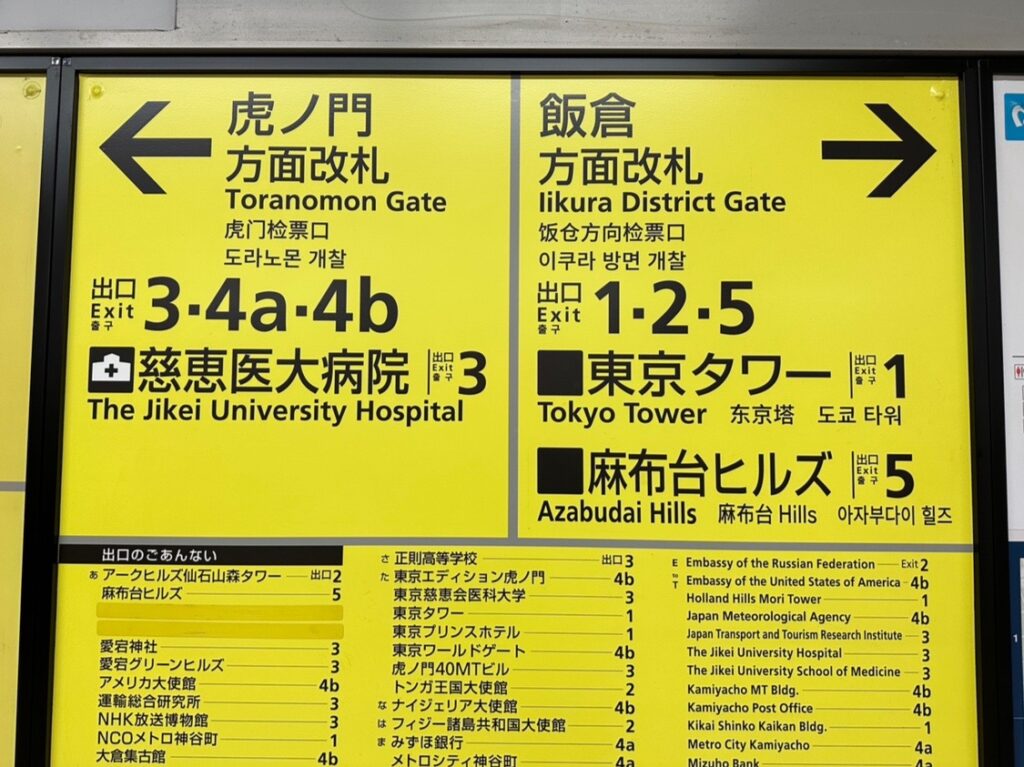 虎ノ門
方面改札
Toranomon Gate
虎门检票口
도라노몬 개찰
出口
Exit
출구
3·4a·4b
慈恵医大病院 出口 Exit 출구 3
The Jikei University Hospital
飯倉
方面改札
Iikura District Gate
饭仓方向检票口
이쿠라 방면 개찰
出口
Exit
출구
1·2·5
東京タワー 出口 Exit 출구 1
Tokyo Tower 东京塔 도쿄 타워
麻布台ヒルズ 出口 Exit 출구 5
Azabudai Hills 麻布台 Hills 아자부다이 힐즈
出口のごあんない
あ アークヒルズ仙石山森タワー 出口2
麻布台ヒルズ 5
愛宕神社 3
愛宕グリーンヒルズ 3
アメリカ大使館 4b
運輸総合研究所 3
NHK放送博物館 3
NCOメトロ神谷町 1
大倉集古館 4b
さ 正則高等学校 出口3
た 東京エディション虎ノ門 4b
東京慈恵会医科大学 3
東京タワー 1
東京プリンスホテル 1
東京ワールドゲート 4b
虎ノ門40MTビル 3
トンガ王国大使館 2
な ナイジェリア大使館 4b
は フィジー諸島共和国大使館 2
ま みずほ銀行 4a
メトロシティ神谷町 4a
E to T
Embassy of the Russian Federation Exit 2
Embassy of the United States of America 4b
Holland Hills Mori Tower 1
Japan Meteorological Agency 4b
Japan Transport and Tourism Research Institute 3
The Jikei University Hospital 3
The Jikei University School of Medicine 3
Kamiyacho MT Bldg. 4b
Kamiyacho Post Office 4b
Kikai Shinko Kaikan Bldg. 1
Metro City Kamiyacho 4a
Mizuho Bank 4a
1